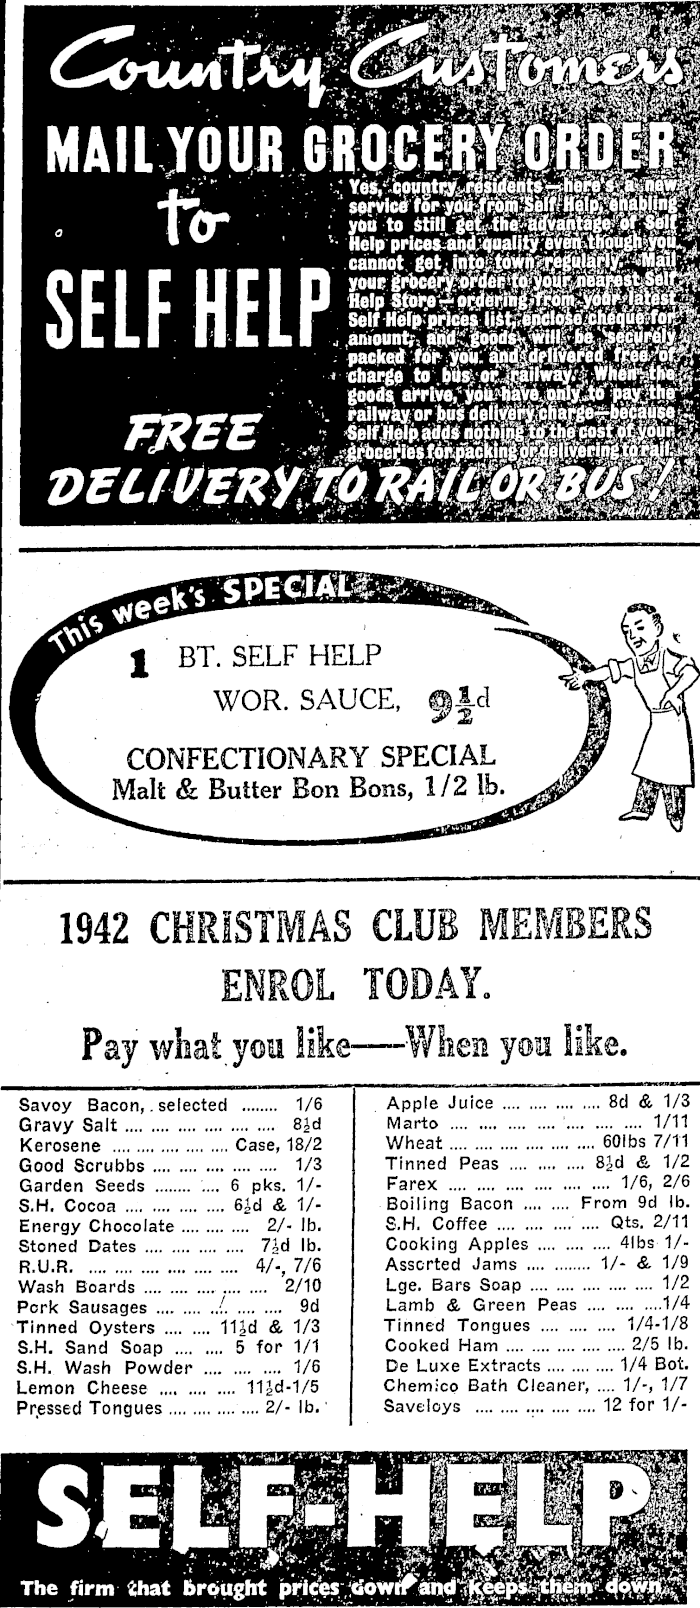 Country Customers
MAIL YOUR GROCERY ORDER
to
SELF HELP
Yes, country residents—here's a new
service for you from Self Help, enabling
you to still get the advantage of Self
Help prices and quality even though you
cannot get into town regularly. Mail
your grocery order to your nearest Self
Help Store—ordering from your latest
Self Help prices list, enclose cheque for
amount, and goods will be securely
packed for you and delivered free of
charge to bus or railway. When the
goods arrive, you have only to pay the
railway or bus delivery charge—because
Self Help adds nothing to the cost of your
groceries for packing or delivering to rail.
FREE
DELIVERY TO RAIL OR BUS!
This week's SPECIAL
1 BT. SELF HELP
WOR. SAUCE, 9½d
CONFECTIONARY SPECIAL
Malt & Butter Bon Bons, 1/2 lb.
1942 CHRISTMAS CLUB MEMBERS
ENROL TODAY.
Pay what you like—When you like.
Savoy Bacon, selected ........ 1/6
Gravy Salt .... .... .... .... .... .... 8½d
Kerosene .... .... .... .... Case, 18/2
Good Scrubbs .... .... .... .... .... 1/3
Garden Seeds ........ .... 6 pks. 1/-
S.H. Cocoa .... .... .... .... 6½d & 1/-
Energy Chocolate .... .... .... 2/- lb.
Stoned Dates .... .... .... .... 7½d lb.
R.U.R. .... .... .... .... .... .... 4/-, 7/6
Wash Boards .... .... .... .... .... 2/10
Pork Sausages .... .... .... .... .... 9d
Tinned Oysters .... .... 11½d & 1/3
S.H. Sand Soap .... .... 5 for 1/1
S.H. Wash Powder .... .... .... 1/6
Lemon Cheese .... .... .... 11½d-1/5
Pressed Tongues .... .... .... .... 2/- lb.
Apple Juice .... .... .... .... 8d & 1/3
Marto .... .... .... .... .... .... .... 1/11
Wheat .... .... .... .... .... 60lbs 7/11
Tinned Peas .... .... .... 8½d & 1/2
Farex .... .... .... .... .... 1/6, 2/6
Boiling Bacon .... .... From 9d lb.
S.H. Coffee .... .... .... .... Qts. 2/11
Cooking Apples .... .... .... 4lbs 1/-
Assorted Jams .... ........ 1/- & 1/9
Lge. Bars Soap .... .... .... .... .... 1/2
Lamb & Green Peas .... .... ....1/4
Tinned Tongues .... .... .... 1/4-1/8
Cooked Ham .... .... .... .... 2/5 lb.
De Luxe Extracts .... .... .... 1/4 Bot.
Chemico Bath Cleaner, .... 1/-, 1/7
Saveloys .... .... .... .... .... 12 for 1/-
SELF-HELP
The firm that brought prices down and keeps them down.